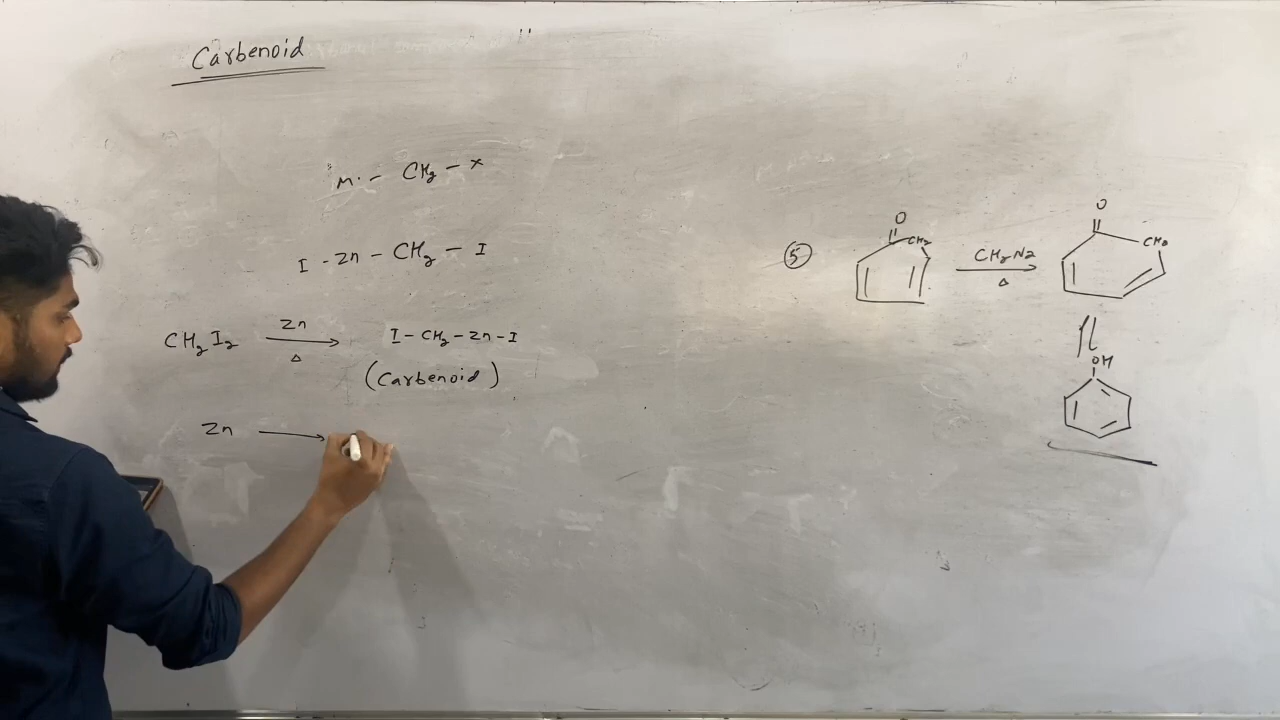 Carbenoid
M - CH2 - X
I - Zn - CH2 - I
CH2I2 Zn Δ → I - CH2 - Zn - I
(Carbenoid)
Zn →
5 O CH2 CH2N2 Δ → O CH2
OH